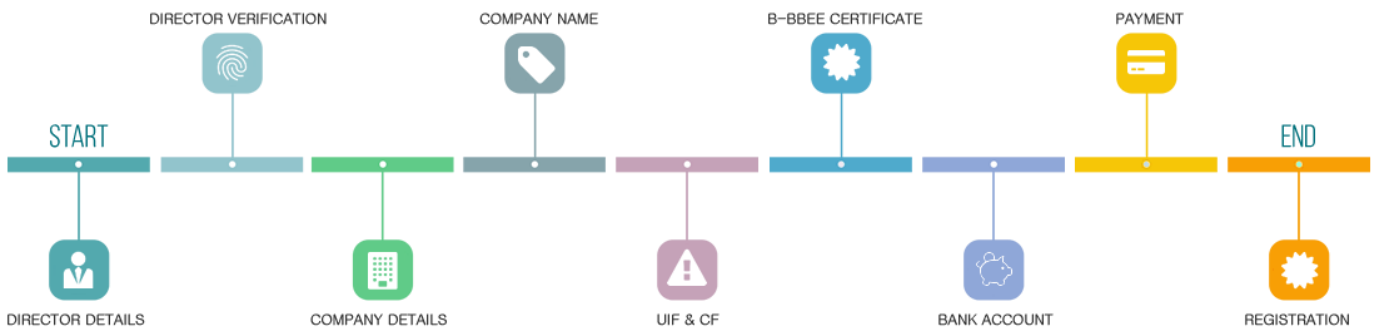 DIRECTOR VERIFICATION
COMPANY NAME
B-BBEE CERTIFICATE
PAYMENT
START
END
DIRECTOR DETAILS
COMPANY DETAILS
UIF & CF
BANK ACCOUNT
REGISTRATION